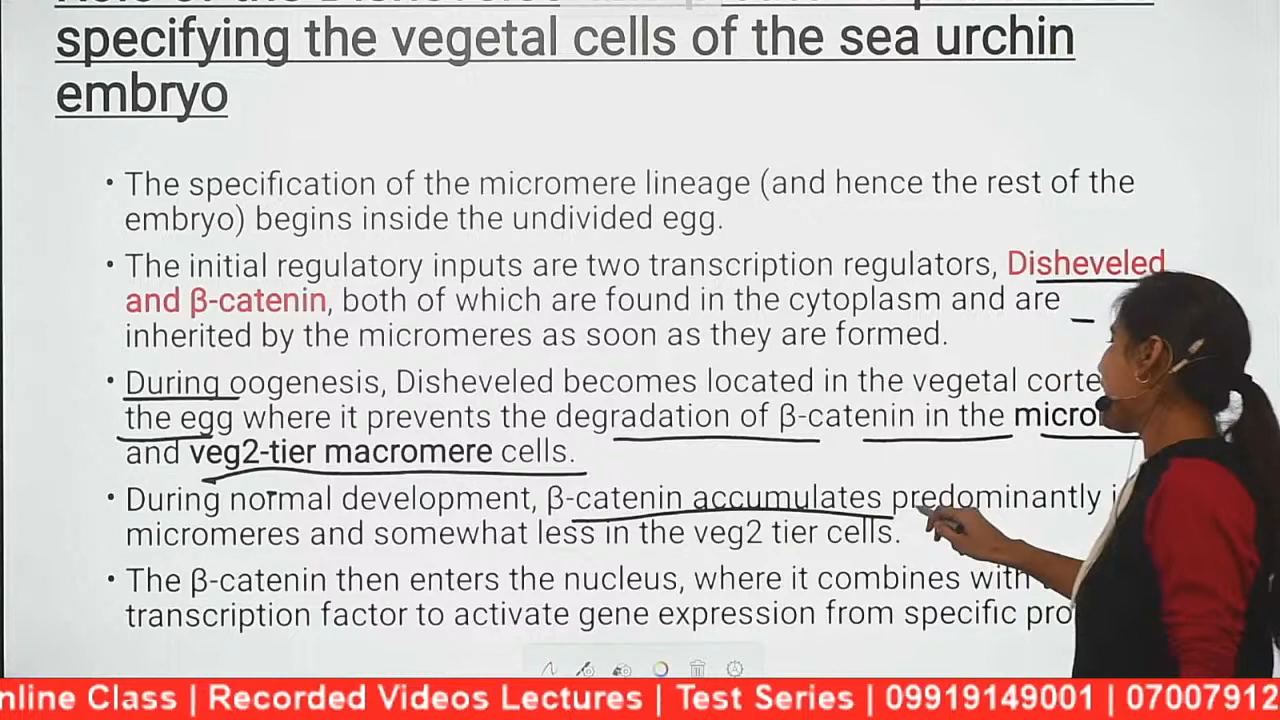 specifying the vegetal cells of the sea urchin
embryo
• The specification of the micromere lineage (and hence the rest of the
embryo) begins inside the undivided egg.
• The initial regulatory inputs are two transcription regulators, Disheveled
and β-catenin, both of which are found in the cytoplasm and are
inherited by the micromeres as soon as they are formed.
• During oogenesis, Disheveled becomes located in the vegetal corte
the egg where it prevents the degradation of β-catenin in the micro
and veg2-tier macromere cells.
• During normal development, β-catenin accumulates predominantly i
micromeres and somewhat less in the veg2 tier cells.
• The β-catenin then enters the nucleus, where it combines with
transcription factor to activate gene expression from specific pro
nline Class | Recorded Videos Lectures | Test Series | 09919149001 | 07007912